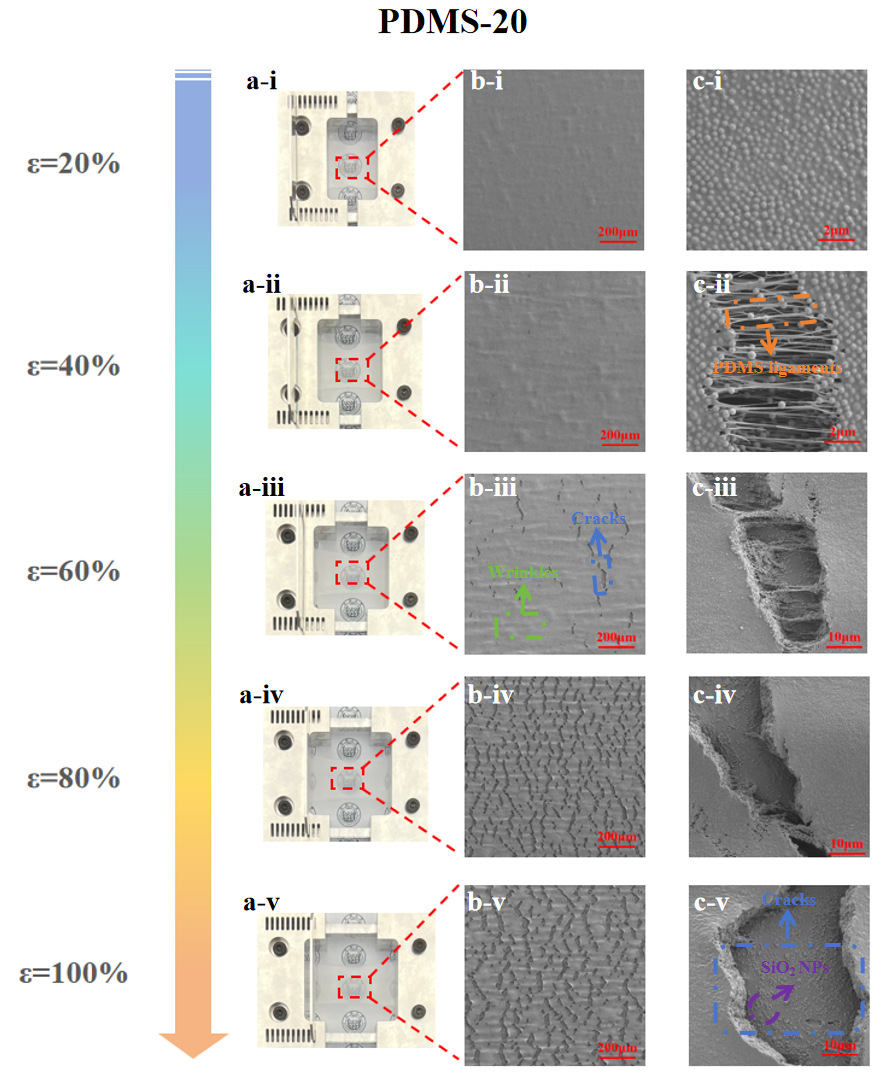 PDMS-20
ε=20%
a-i
b-i
200μm
c-i
2μm
ε=40%
a-ii
b-ii
200μm
c-ii
PDMS ligaments
2μm
ε=60%
a-iii
b-iii
Cracks
Wrinkles
200μm
c-iii
10μm
ε=80%
a-iv
b-iv
200μm
c-iv
10μm
ε=100%
a-v
b-v
200μm
c-v
Cracks
SiO₂ NPs
10μm